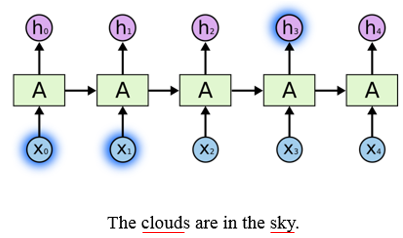 h₀ h₁ h₂ h₃ h₄
A A A A A
x₀ x₁ x₂ x₃ x₄
The clouds are in the sky.